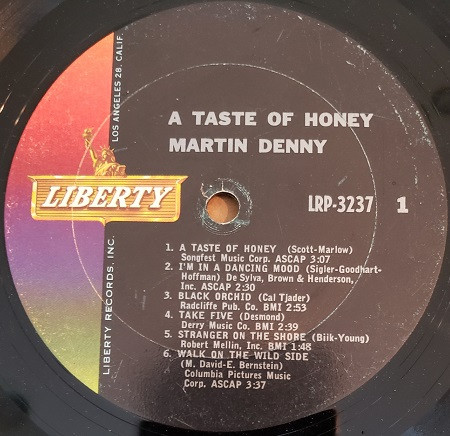 A TASTE OF HONEY
MARTIN DENNY
LIBERTY
LOS ANGELES 28, CALIF.
LIBERTY RECORDS, INC.
LRP-3237 1
1. A TASTE OF HONEY (Scott-Marlow)
Songfest Music Corp. ASCAP 3:07
2. I'M IN A DANCING MOOD (Sigler-Goodhart-
Hoffman) De Sylva, Brown & Henderson,
Inc. ASCAP 2:30
3. BLACK ORCHID (Cal Tjader)
Radcliffe Pub. Co. BMI 2:53
4. TAKE FIVE (Desmond)
Derry Music Co. BMI 2:39
5. STRANGER ON THE SHORE (Biik-Young)
Robert Mellin, Inc. BMI 1:48
6. WALK ON THE WILD SIDE
(M. David-E. Bernstein)
Columbia Pictures Music
Corp. ASCAP 3:37